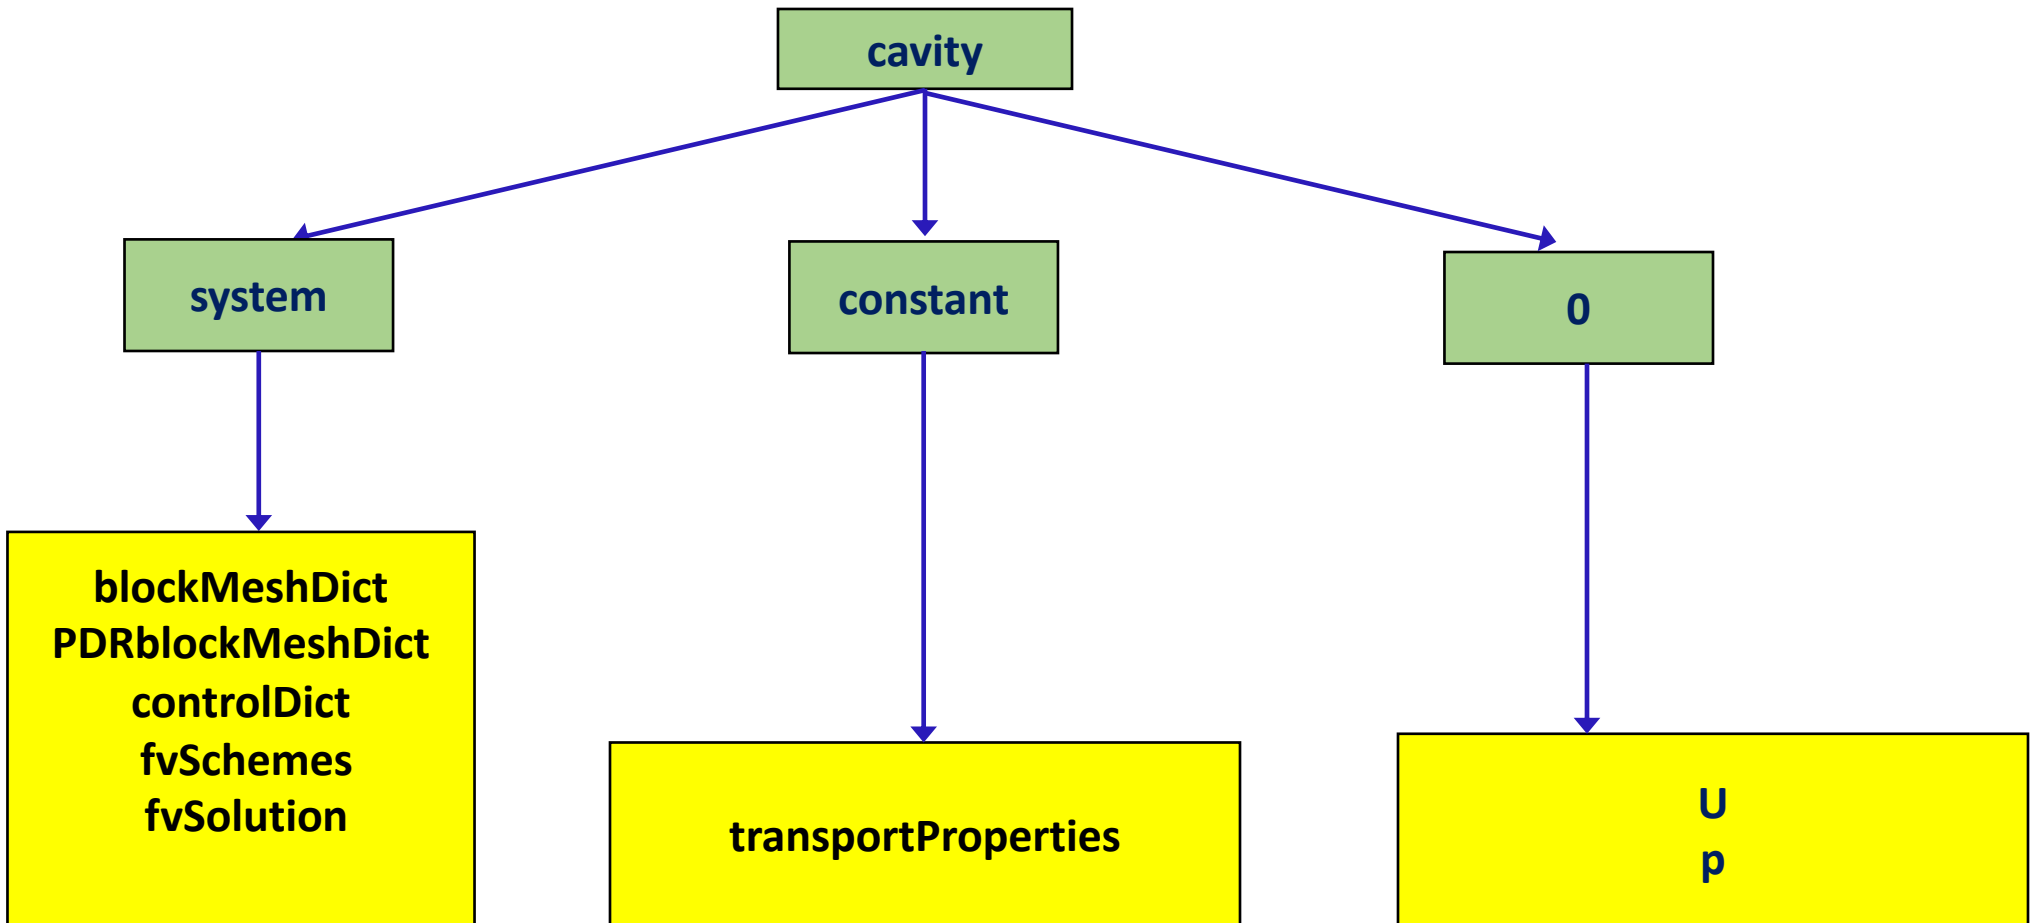 cavity
system
constant
0
blockMeshDict
PDRblockMeshDict
controlDict
fvSchemes
fvSolution
transportProperties
U
p